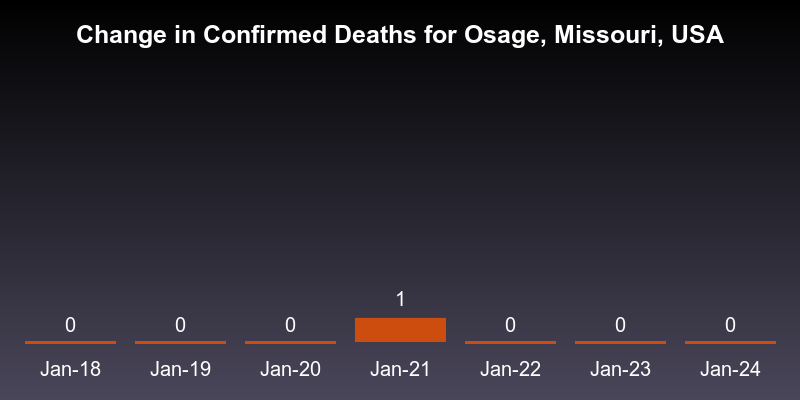 Change in Confirmed Deaths for Osage, Missouri, USA
1
0 0 0 0 0 0
Jan-18 Jan-19 Jan-20 Jan-21 Jan-22 Jan-23 Jan-24